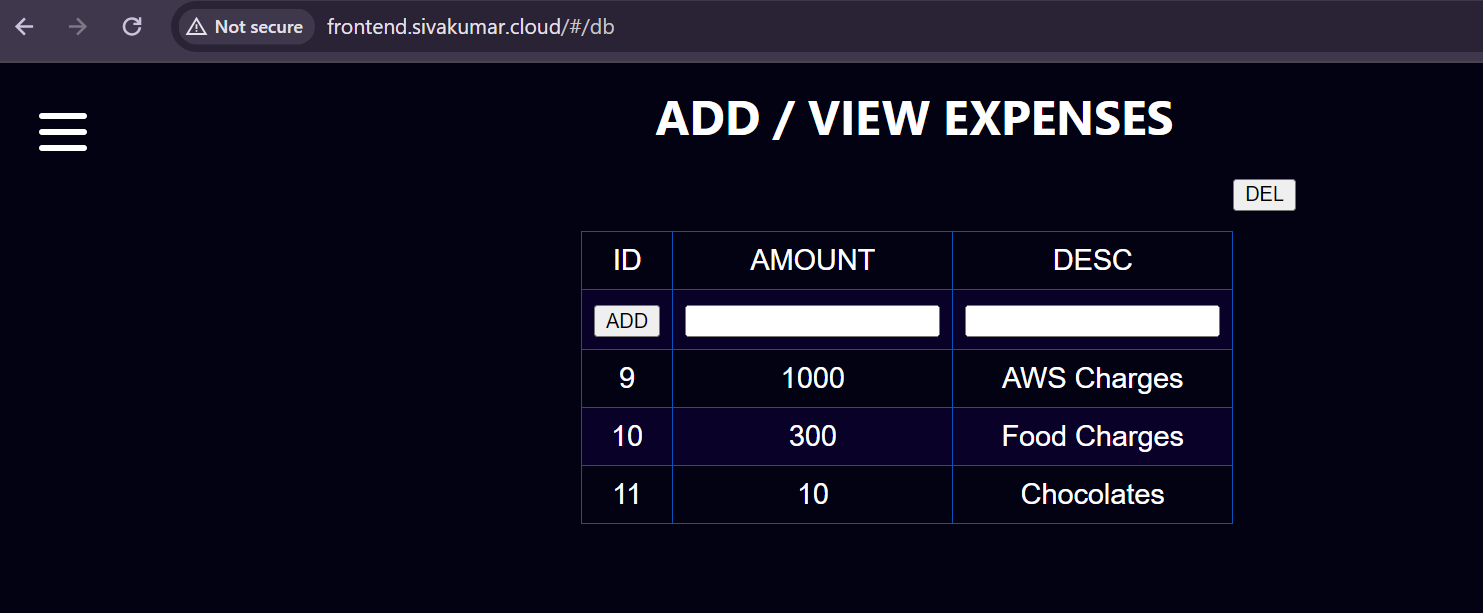 Not secure frontend.sivakumar.cloud/#/db
ADD / VIEW EXPENSES
DEL
ID AMOUNT DESC
ADD
9 1000 AWS Charges
10 300 Food Charges
11 10 Chocolates